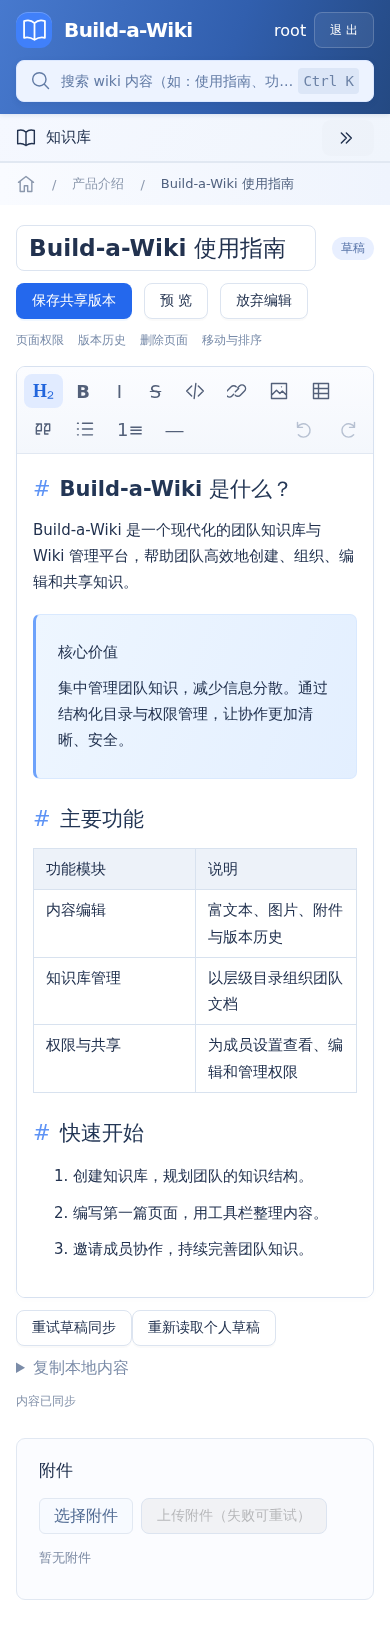 Build-a-Wiki root 退 出
搜索 wiki 内容（如：使用指南、功… Ctrl K
知识库
/ 产品介绍 / Build-a-Wiki 使用指南
Build-a-Wiki 使用指南 草稿
保存共享版本 预 览 放弃编辑
页面权限 版本历史 删除页面 移动与排序
H₂ B I S
1≡ —
# Build-a-Wiki 是什么？
Build-a-Wiki 是一个现代化的团队知识库与
Wiki 管理平台，帮助团队高效地创建、组织、编
辑和共享知识。
核心价值
集中管理团队知识，减少信息分散。通过
结构化目录与权限管理，让协作更加清
晰、安全。
# 主要功能
功能模块 说明
内容编辑 富文本、图片、附件
与版本历史
知识库管理 以层级目录组织团队
文档
权限与共享 为成员设置查看、编
辑和管理权限
# 快速开始
1. 创建知识库，规划团队的知识结构。
2. 编写第一篇页面，用工具栏整理内容。
3. 邀请成员协作，持续完善团队知识。
重试草稿同步 重新读取个人草稿
复制本地内容
内容已同步
附件
选择附件 上传附件（失败可重试）
暂无附件